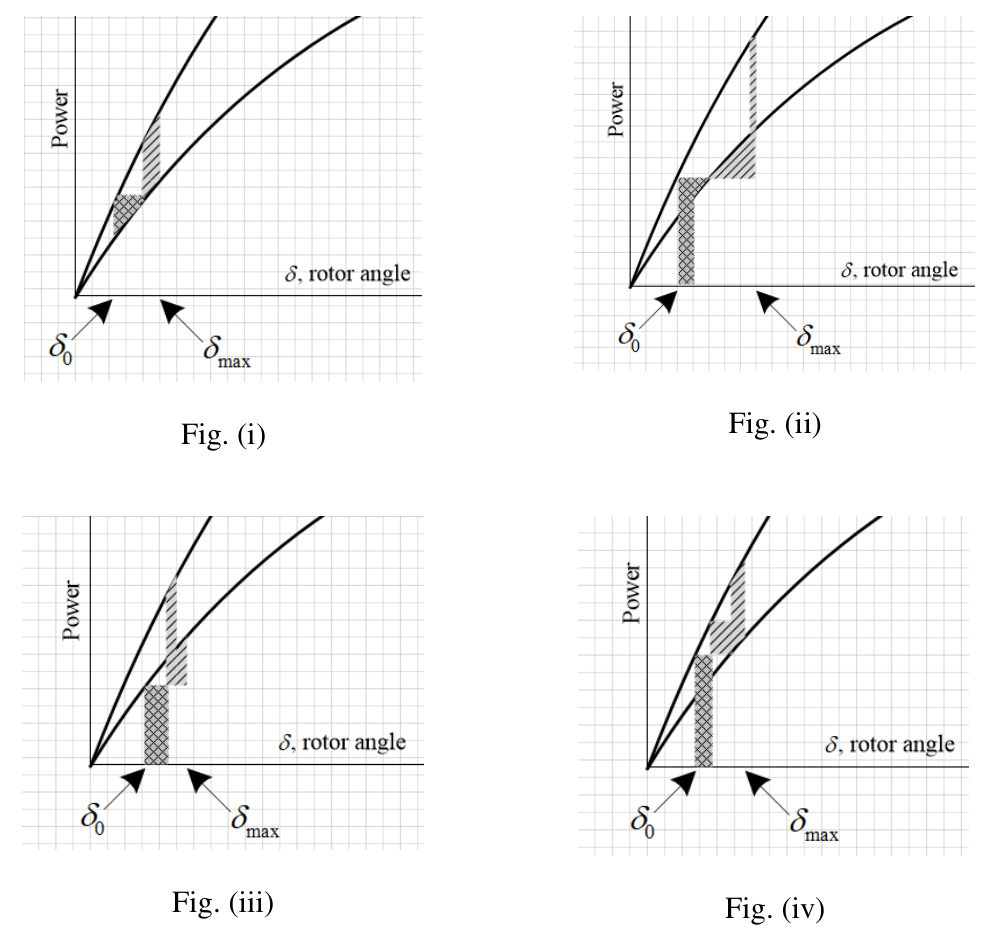 Power
δ, rotor angle
δ0
δmax
Fig. (i)
Power
δ, rotor angle
δ0
δmax
Fig. (ii)
Power
δ, rotor angle
δ0
δmax
Fig. (iii)
Power
δ, rotor angle
δ0
δmax
Fig. (iv)